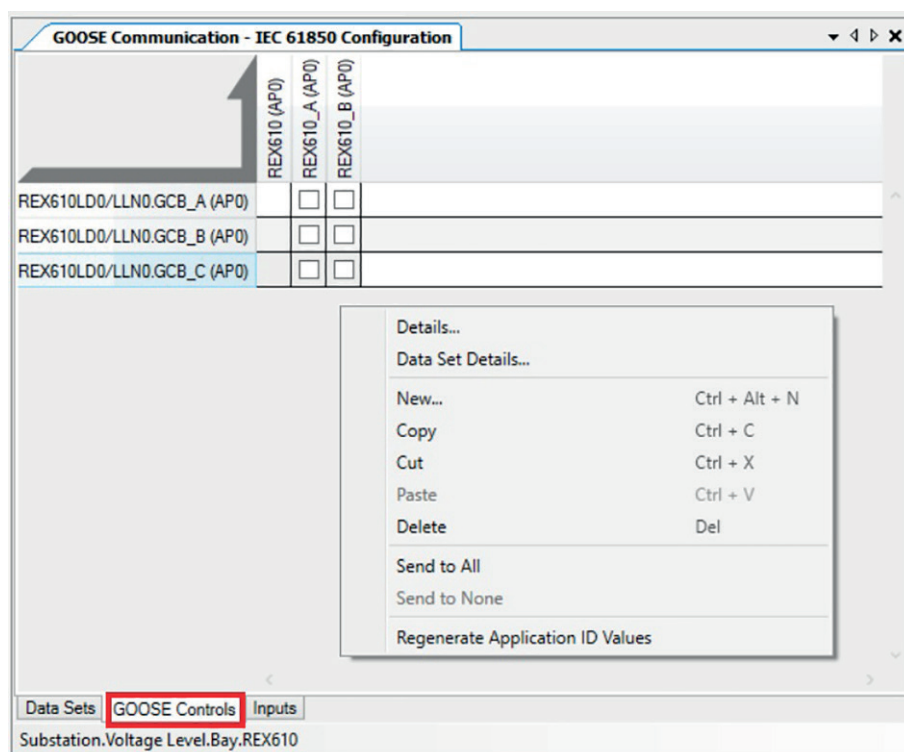 GOOSE Communication - IEC 61850 Configuration
REX610 (AP0)
REX610_A (AP0)
REX610_B (AP0)
REX610LD0/LLN0.GCB_A (AP0)
REX610LD0/LLN0.GCB_B (AP0)
REX610LD0/LLN0.GCB_C (AP0)
Details...
Data Set Details...
New... Ctrl + Alt + N
Copy Ctrl + C
Cut Ctrl + X
Paste Ctrl + V
Delete Del
Send to All
Send to None
Regenerate Application ID Values
Data Sets GOOSE Controls Inputs
Substation.Voltage Level.Bay.REX610